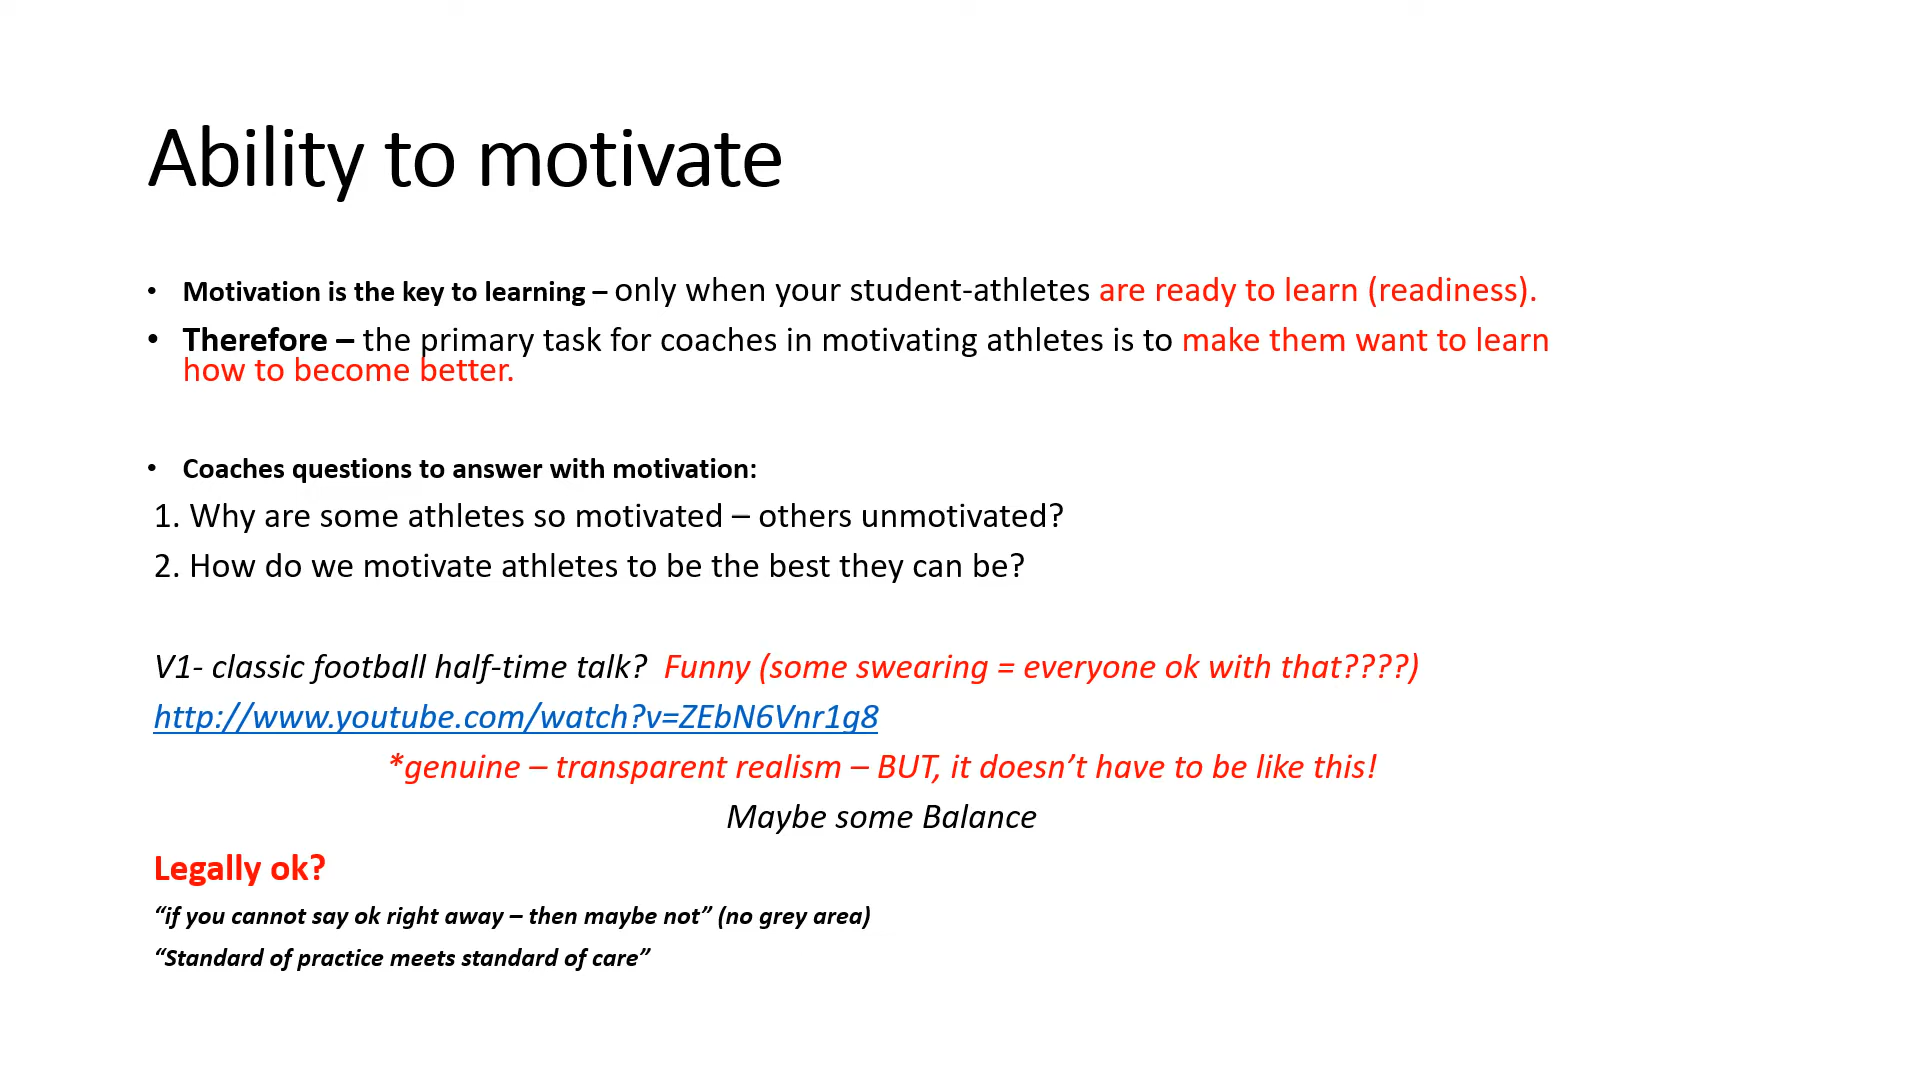 Ability to motivate
• Motivation is the key to learning – only when your student-athletes are ready to learn (readiness).
• Therefore – the primary task for coaches in motivating athletes is to make them want to learn
how to become better.
• Coaches questions to answer with motivation:
1. Why are some athletes so motivated – others unmotivated?
2. How do we motivate athletes to be the best they can be?
V1- classic football half-time talk?  Funny (some swearing = everyone ok with that????)
http://www.youtube.com/watch?v=ZEbN6Vnr1g8
*genuine – transparent realism – BUT, it doesn’t have to be like this!
Maybe some Balance
Legally ok?
“if you cannot say ok right away – then maybe not” (no grey area)
“Standard of practice meets standard of care”